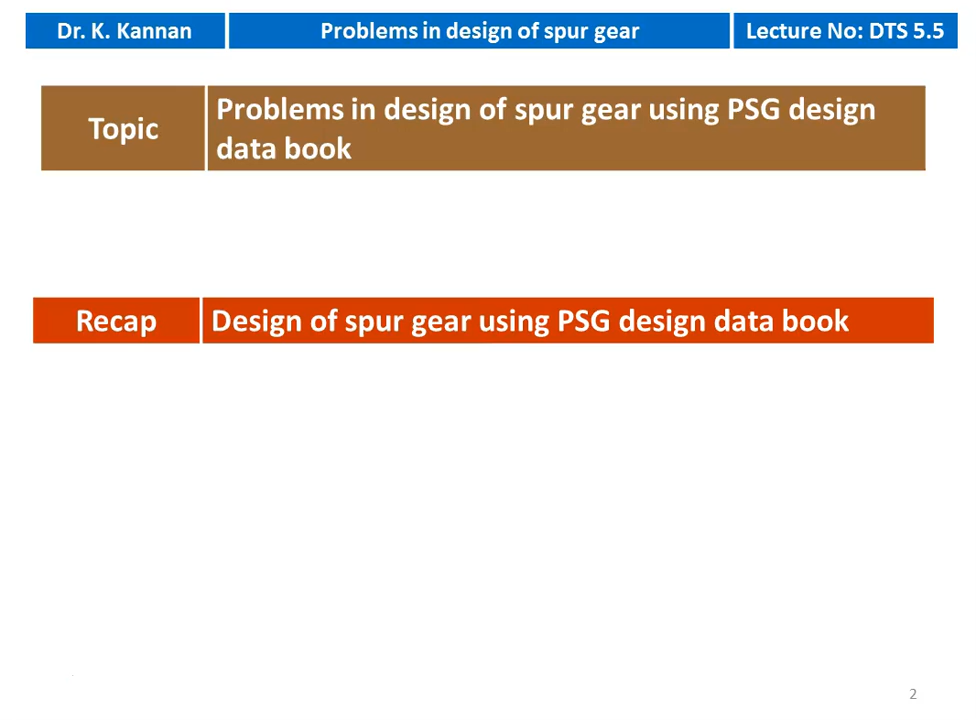 Dr. K. Kannan
Problems in design of spur gear
Lecture No: DTS 5.5
Topic
Problems in design of spur gear using PSG design
data book
Recap
Design of spur gear using PSG design data book
2